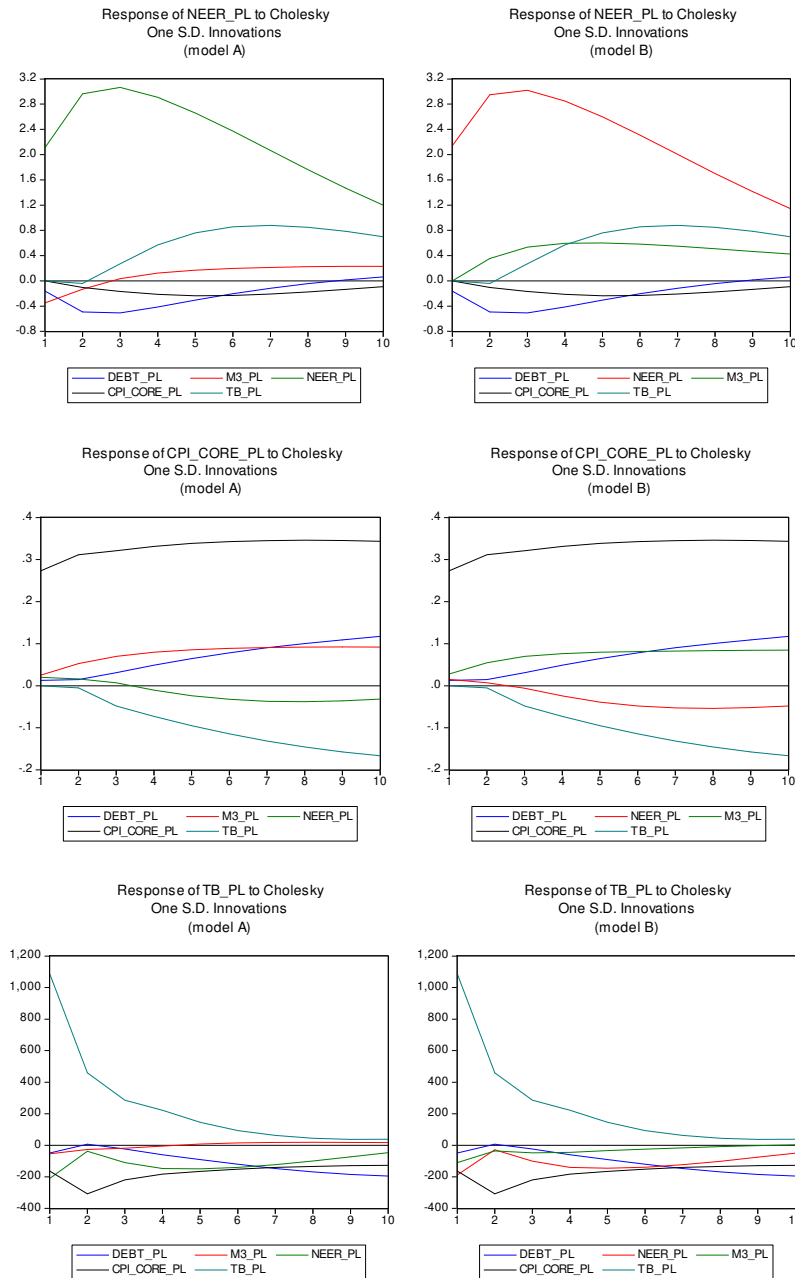 Response of NEER_PL to Cholesky
One S.D. Innovations
(model A)
3.2
2.8
2.4
2.0
1.6
1.2
0.8
0.4
0.0
-0.4
-0.8
1 2 3 4 5 6 7 8 9 10
DEBT_PL M3_PL NEER_PL
CPI_CORE_PL TB_PL
Response of NEER_PL to Cholesky
One S.D. Innovations
(model B)
3.2
2.8
2.4
2.0
1.6
1.2
0.8
0.4
0.0
-0.4
-0.8
1 2 3 4 5 6 7 8 9 10
DEBT_PL NEER_PL M3_PL
CPI_CORE_PL TB_PL
Response of CPI_CORE_PL to Cholesky
One S.D. Innovations
(model A)
.4
.3
.2
.1
.0
-.1
-.2
1 2 3 4 5 6 7 8 9 10
DEBT_PL M3_PL NEER_PL
CPI_CORE_PL TB_PL
Response of CPI_CORE_PL to Cholesky
One S.D. Innovations
(model B)
.4
.3
.2
.1
.0
-.1
-.2
1 2 3 4 5 6 7 8 9 10
DEBT_PL NEER_PL M3_PL
CPI_CORE_PL TB_PL
Response of TB_PL to Cholesky
One S.D. Innovations
(model A)
1,200
1,000
800
600
400
200
0
-200
-400
1 2 3 4 5 6 7 8 9 10
DEBT_PL M3_PL NEER_PL
CPI_CORE_PL TB_PL
Response of TB_PL to Cholesky
One S.D. Innovations
(model B)
1,200
1,000
800
600
400
200
0
-200
-400
1 2 3 4 5 6 7 8 9 10
DEBT_PL NEER_PL M3_PL
CPI_CORE_PL TB_PL